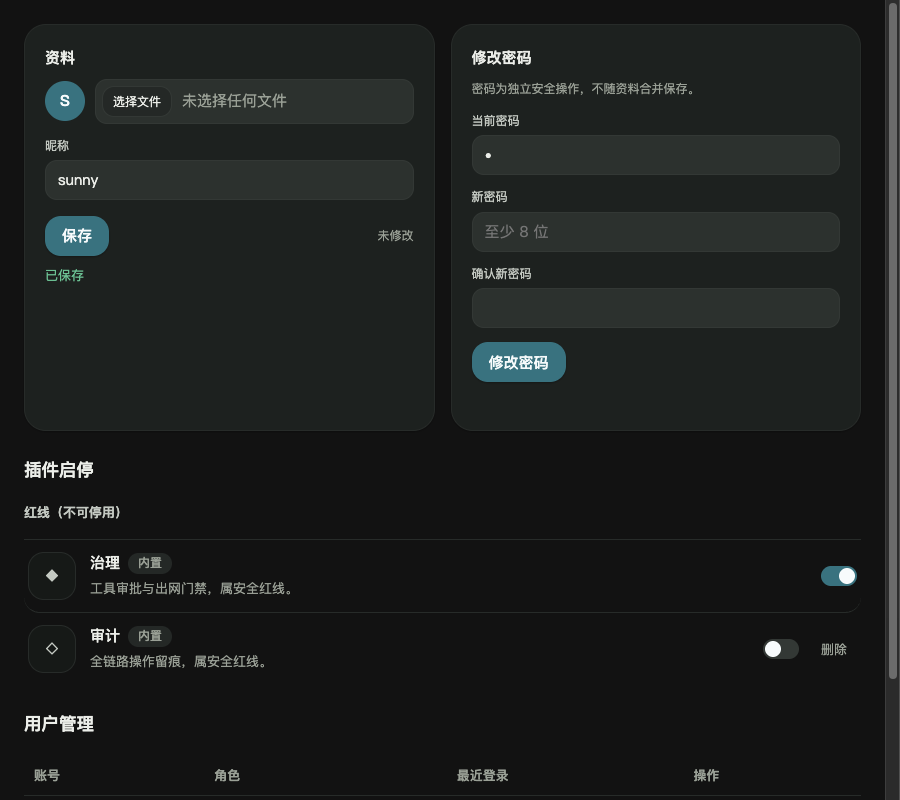 资料
S
选择文件 未选择任何文件
昵称
sunny
保存
未修改
已保存
修改密码
密码为独立安全操作，不随资料合并保存。
当前密码
新密码
至少 8 位
确认新密码
修改密码
插件启停
红线（不可停用）
治理 内置
工具审批与出网门禁，属安全红线。
审计 内置
全链路操作留痕，属安全红线。
删除
用户管理
账号 角色 最近登录 操作